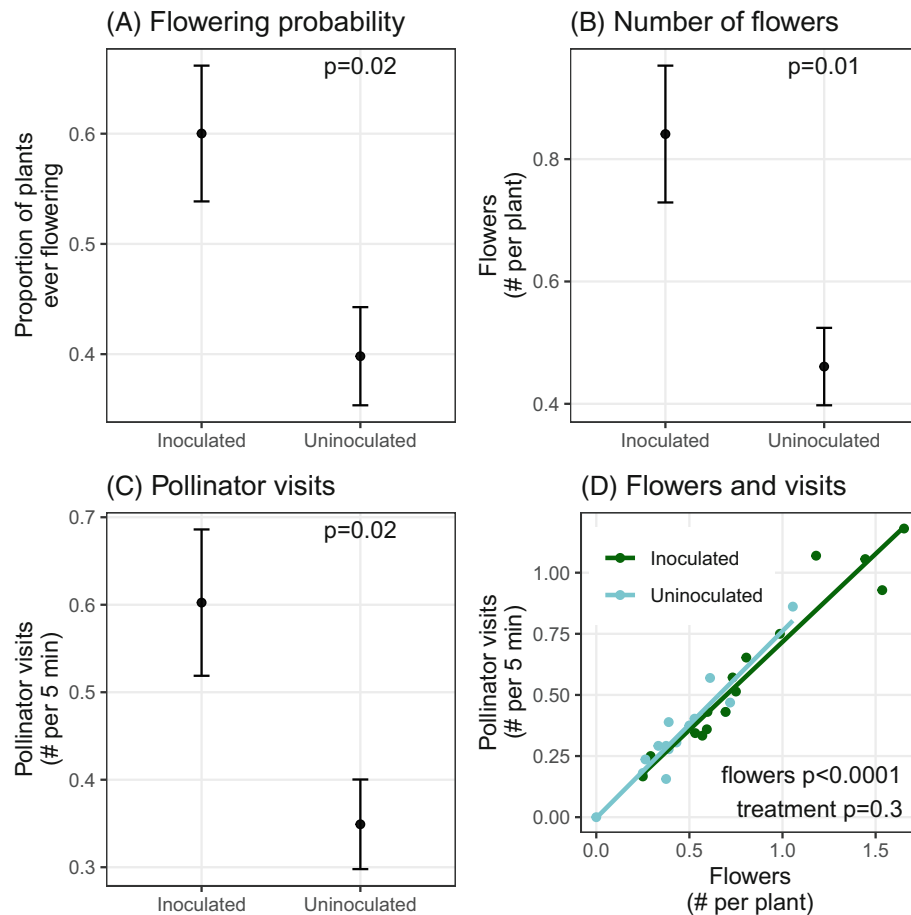 (A) Flowering probability
p=0.02
Proportion of plants
ever flowering
0.6
0.5
0.4
Inoculated
Uninoculated
(B) Number of flowers
p=0.01
Flowers
(# per plant)
0.8
0.6
0.4
Inoculated
Uninoculated
(C) Pollinator visits
p=0.02
Pollinator visits
(# per 5 min)
0.7
0.6
0.5
0.4
0.3
Inoculated
Uninoculated
(D) Flowers and visits
Inoculated
Uninoculated
Pollinator visits
(# per 5 min)
1.00
0.75
0.50
0.25
0.00
flowers p<0.0001
treatment p=0.3
0.0
0.5
1.0
1.5
Flowers
(# per plant)